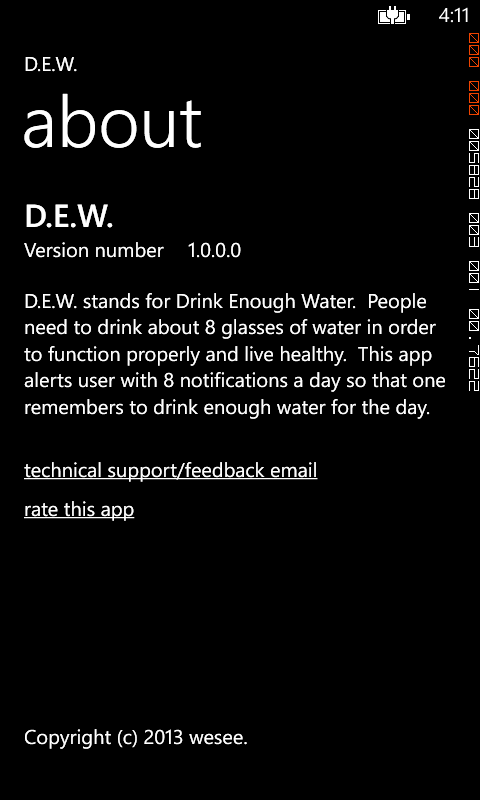 4:11
D.E.W.
about
D.E.W.
Version number 1.0.0.0
D.E.W. stands for Drink Enough Water.  People
need to drink about 8 glasses of water in order
to function properly and live healthy.  This app
alerts user with 8 notifications a day so that one
remembers to drink enough water for the day.
technical support/feedback email
rate this app
Copyright (c) 2013 wesee.
000 000 005828 003 001 00.7622